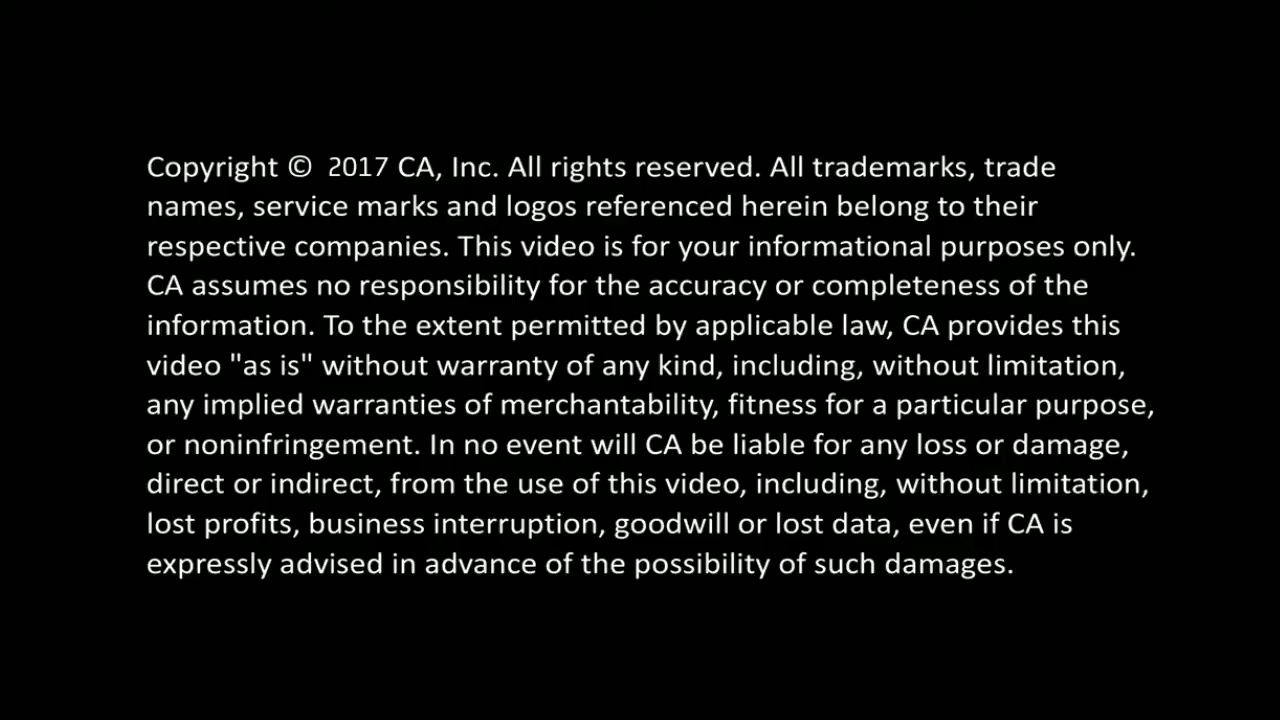 Copyright © 2017 CA, Inc. All rights reserved. All trademarks, trade
names, service marks and logos referenced herein belong to their
respective companies. This video is for your informational purposes only.
CA assumes no responsibility for the accuracy or completeness of the
information. To the extent permitted by applicable law, CA provides this
video "as is" without warranty of any kind, including, without limitation,
any implied warranties of merchantability, fitness for a particular purpose,
or noninfringement. In no event will CA be liable for any loss or damage,
direct or indirect, from the use of this video, including, without limitation,
lost profits, business interruption, goodwill or lost data, even if CA is
expressly advised in advance of the possibility of such damages.